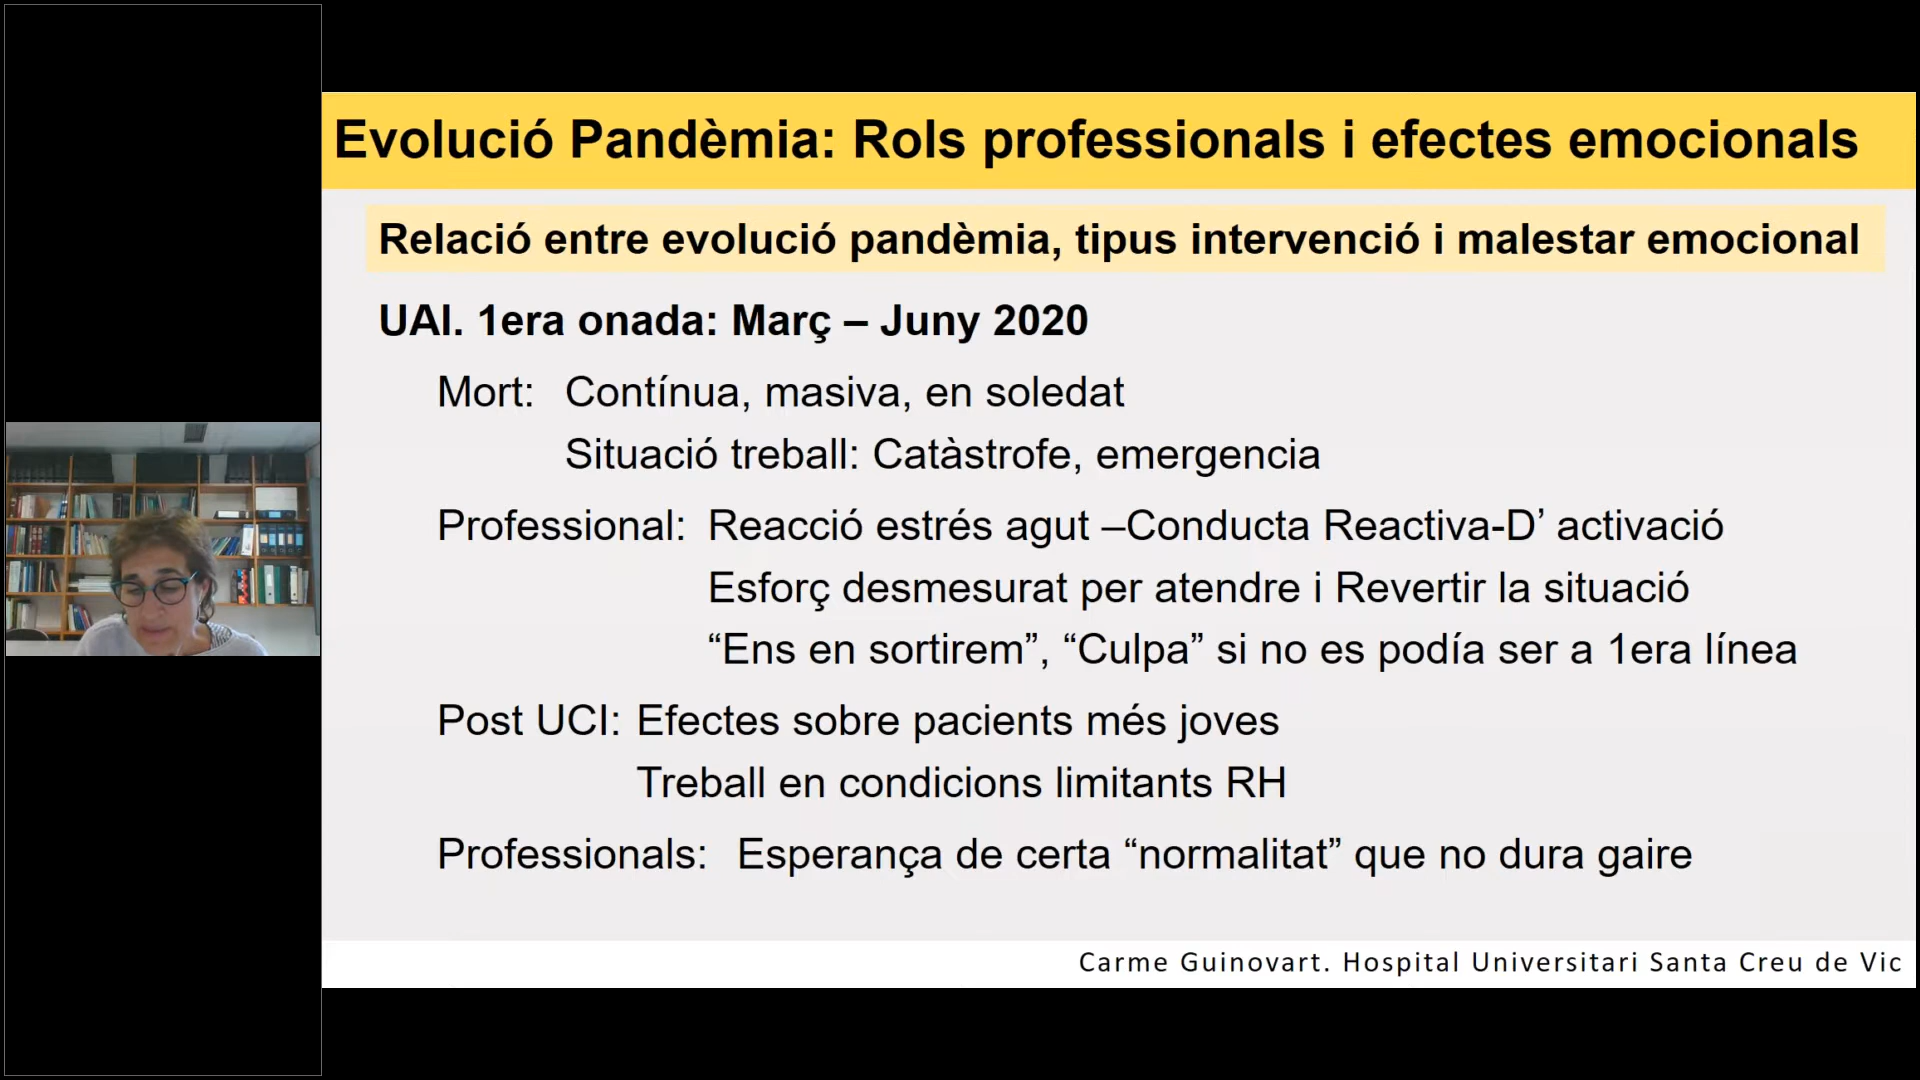 Evolució Pandèmia: Rols professionals i efectes emocionals
Relació entre evolució pandèmia, tipus intervenció i malestar emocional
UAI. 1era onada: Març – Juny 2020
Mort: Contínua, masiva, en soledat
Situació treball: Catàstrofe, emergencia
Professional: Reacció estrés agut –Conducta Reactiva-D’ activació
Esforç desmesurat per atendre i Revertir la situació
“Ens en sortirem”, “Culpa” si no es podía ser a 1era línea
Post UCI: Efectes sobre pacients més joves
Treball en condicions limitants RH
Professionals: Esperança de certa “normalitat” que no dura gaire
Carme Guinovart. Hospital Universitari Santa Creu de Vic